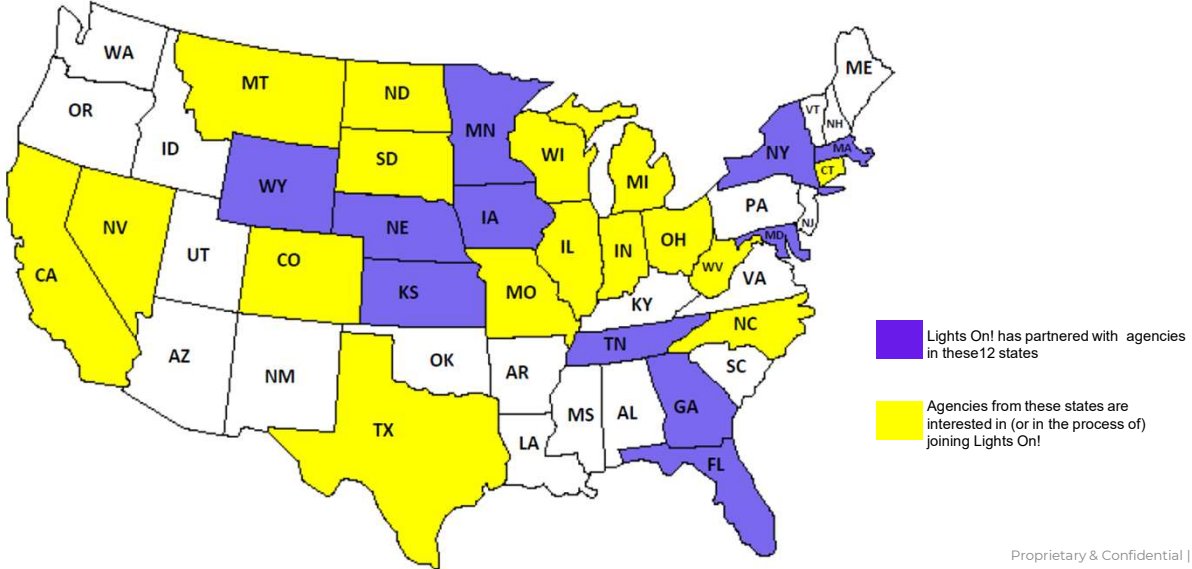 WA
MT
ND
MN
ME
OR
ID
SD
WI
MI
VT
NH
NY
MA
CT
WY
NE
IA
PA
NJ
NV
UT
CO
IL
IN
OH
WV
MD
VA
CA
KS
MO
KY
AZ
NM
OK
AR
TN
NC
SC
TX
LA
MS
AL
GA
FL
Lights On! has partnered with agencies
in these12 states
Agencies from these states are
interested in (or in the process of)
joining Lights On!
Proprietary & Confidential |